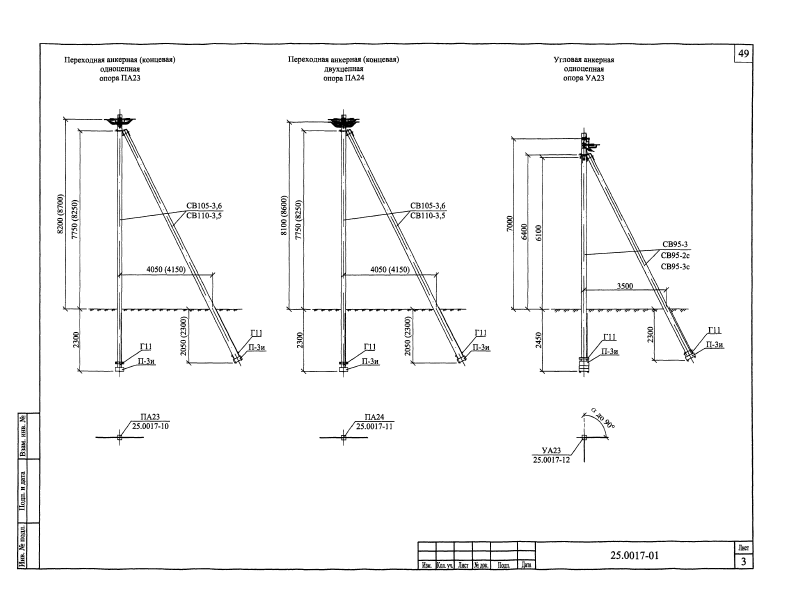 49
Переходная анкерная (концевая)
одноцепная
опора ПА23
8200 (8700)
7750 (8250)
СВ105-3,6
СВ110-3,5
4050 (4150)
2300
2050 (2300)
Г11
П-3и
Г11
П-3и
ПА23
25.0017-10
Переходная анкерная (концевая)
двухцепная
опора ПА24
8100 (8600)
7750 (8250)
СВ105-3,6
СВ110-3,5
4050 (4150)
2300
2050 (2300)
Г11
П-3и
Г11
П-3и
ПА24
25.0017-11
Угловая анкерная
одноцепная
опора УА23
7000
6400
6100
СВ95-3
СВ95-2с
СВ95-3с
3500
2450
2300
Г11
П-3и
Г11
П-3и
α до 90°
УА23
25.0017-12
Взам. инв. №
Подп. и дата
Инв. № подл.
Изм. Кол. уч. Лист № док. Подп. Дата
25.0017-01
Лист
3